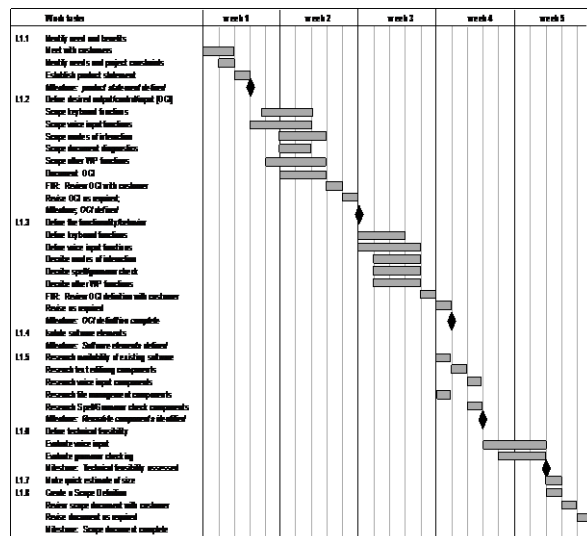 Work tasks week 1 week 2 week 3 week 4 week 5
I.1.1 Identify need and benefits
Meet with customers
Identify needs and project constraints
Establish product statement
Milestone: product statement defined
I.1.2 Define desired output/control/input (OCI)
Scope keyboard functions
Scope voice input functions
Scope modes of interaction
Scope document diagnostics
Scope other WP functions
Document OCI
FTR: Review OCI with customer
Revise OCI as required;
Milestone; OCI defined
I.1.3 Define the functionality/behavior
Define keyboard functions
Define voice input functions
Decribe modes of interaction
Decribe spell/grammar check
Decribe other WP functions
FTR: Review OCI definition with customer
Revise as required
Milestone: OCI definition complete
I.1.4 Isolate software elements
Milestone: Software elements defined
I.1.5 Research availability of existing software
Research text editing components
Research voice input components
Research file management components
Research Spell/Grammar check components
Milestone: Reusable components identified
I.1.6 Define technical feasibility
Evaluate voice input
Evaluate grammar checking
Milestone: Technical feasibility assessed
I.1.7 Make quick estimate of size
I.1.8 Create a Scope Definition
Review scope document with customer
Revise document as required
Milestone: Scope document complete